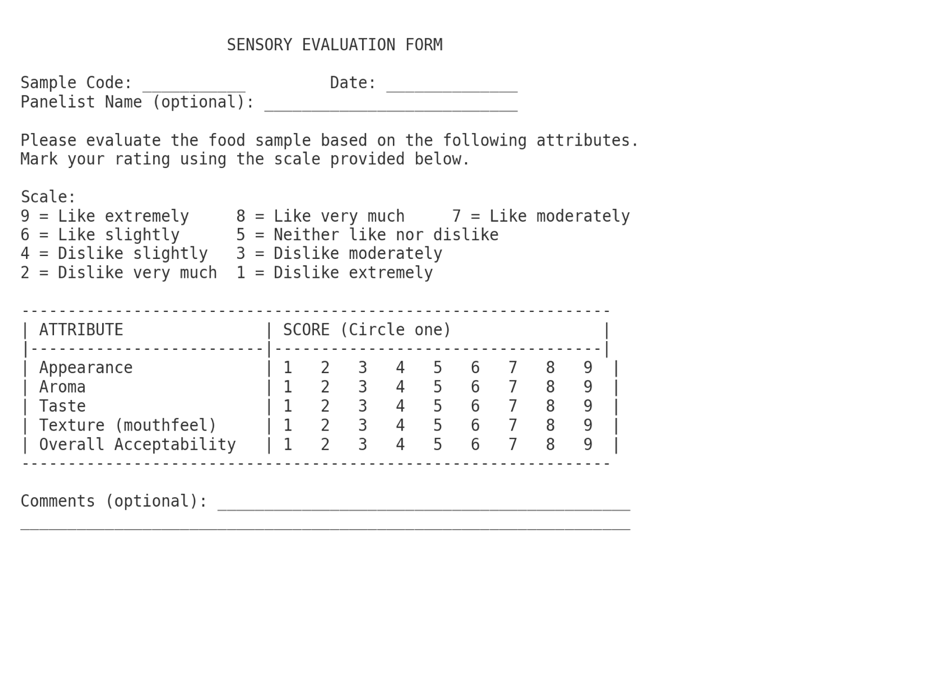 SENSORY EVALUATION FORM
Sample Code: ___________         Date: ______________
Panelist Name (optional): ___________________________
Please evaluate the food sample based on the following attributes.
Mark your rating using the scale provided below.
Scale:
9 = Like extremely     8 = Like very much     7 = Like moderately
6 = Like slightly      5 = Neither like nor dislike
4 = Dislike slightly   3 = Dislike moderately
2 = Dislike very much  1 = Dislike extremely
---------------------------------------------------------------
| ATTRIBUTE               | SCORE (Circle one)                |
|-------------------------|-----------------------------------|
| Appearance              | 1   2   3   4   5   6   7   8   9  |
| Aroma                   | 1   2   3   4   5   6   7   8   9  |
| Taste                   | 1   2   3   4   5   6   7   8   9  |
| Texture (mouthfeel)     | 1   2   3   4   5   6   7   8   9  |
| Overall Acceptability   | 1   2   3   4   5   6   7   8   9  |
---------------------------------------------------------------
Comments (optional): ____________________________________________
_________________________________________________________________